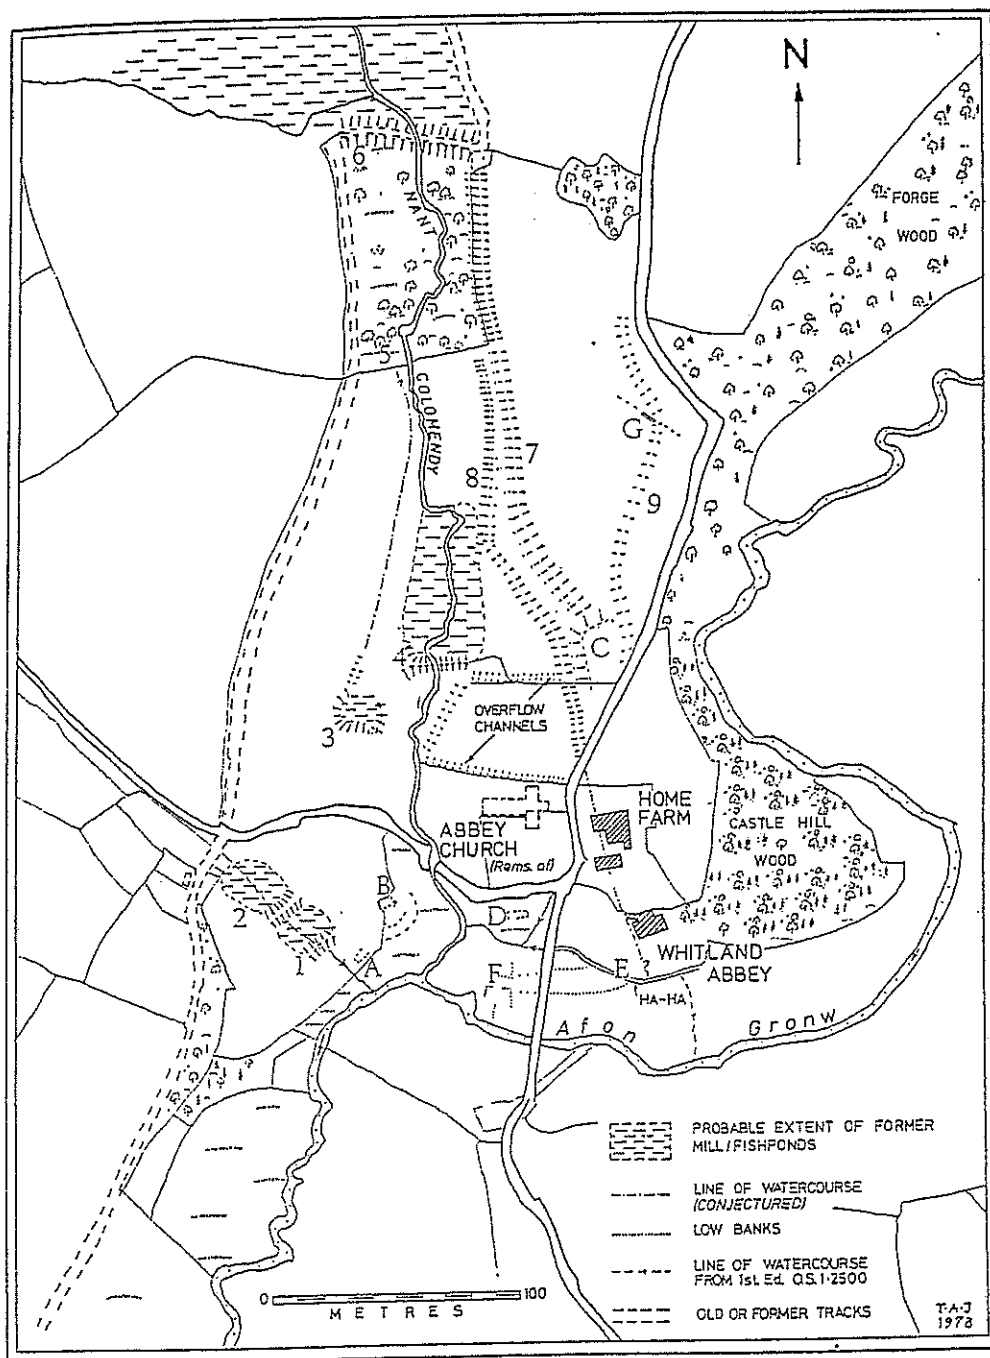 N
6
NANT
FORGE
WOOD
5
COLOMENDY
G
7
8
9
C
4
OVERFLOW
CHANNELS
3
HOME
FARM
ABBEY
CHURCH
(Rems. of)
CASTLE HILL
WOOD
B
2
D
1
A
WHITLAND
ABBEY
F
E
HA-HA
Afon Gronw
PROBABLE EXTENT OF FORMER
MILL/FISHPONDS
LINE OF WATERCOURSE
(CONJECTURED)
LOW BANKS
LINE OF WATERCOURSE
FROM 1st. Ed. O.S. 1·2500
OLD OR FORMER TRACKS
0 100
METRES
T·A·J
1978